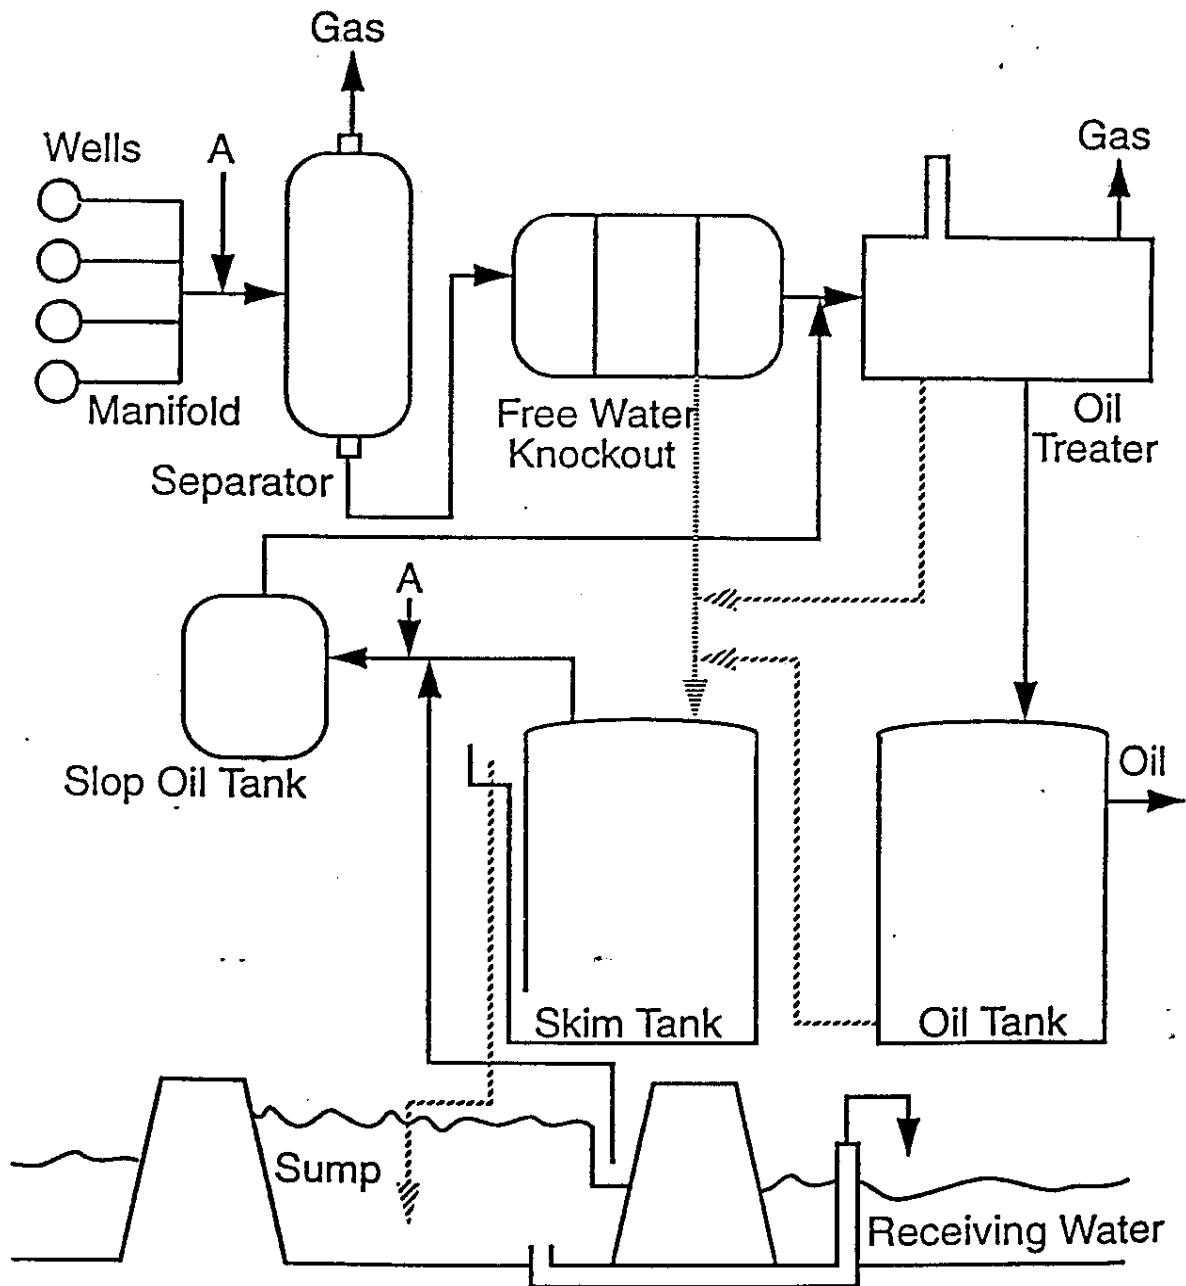 Gas
Wells
A
Gas
Manifold
Separator
Free Water
Knockout
Oil
Treater
A
Slop Oil Tank
Oil
Skim Tank
Oil Tank
Sump
Receiving Water